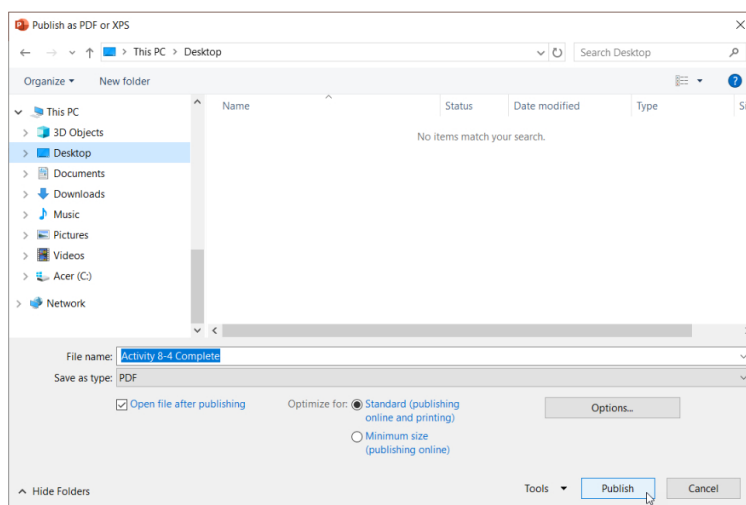 Publish as PDF or XPS
This PC > Desktop
Search Desktop
Organize
New folder
Name
Status
Date modified
Type
This PC
3D Objects
Desktop
Documents
Downloads
Music
Pictures
Videos
Acer (C:)
Network
No items match your search.
File name: Activity 8-4 Complete
Save as type: PDF
Open file after publishing
Optimize for: Standard (publishing
online and printing)
Minimum size
(publishing online)
Options...
Hide Folders
Tools
Publish
Cancel